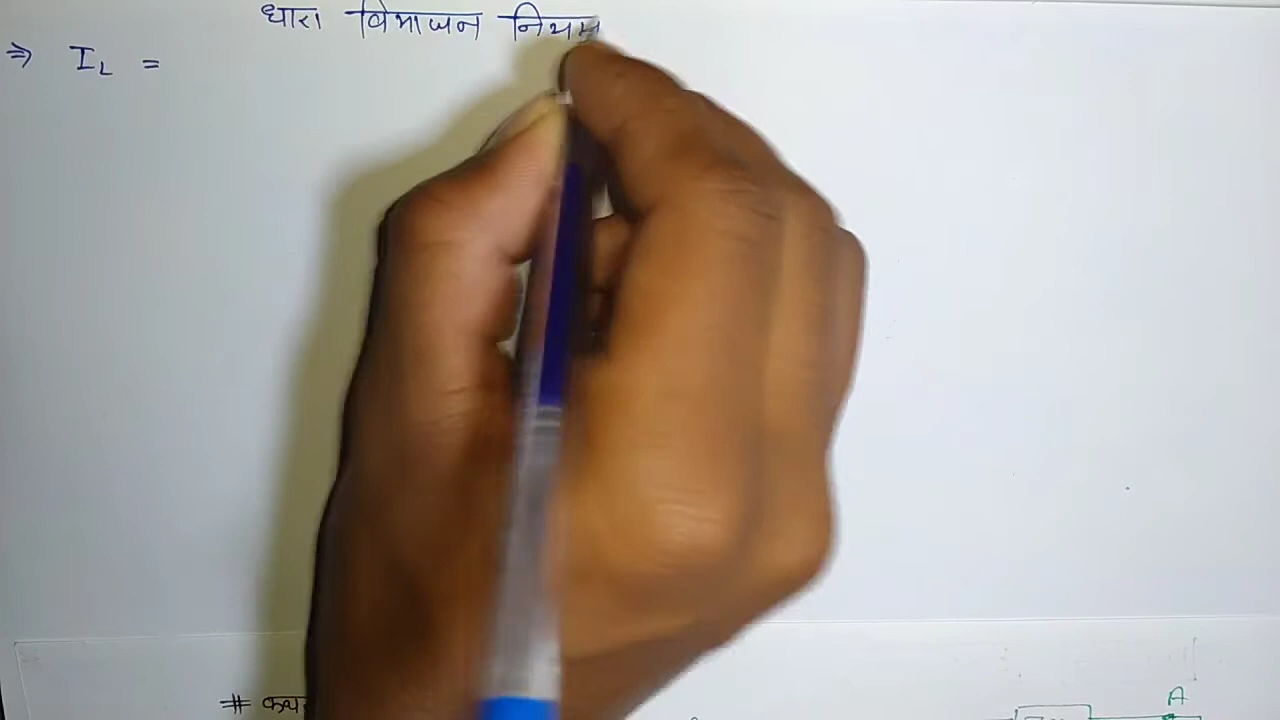 धारा विभाजन नियम
⇒ I_L =
A
#